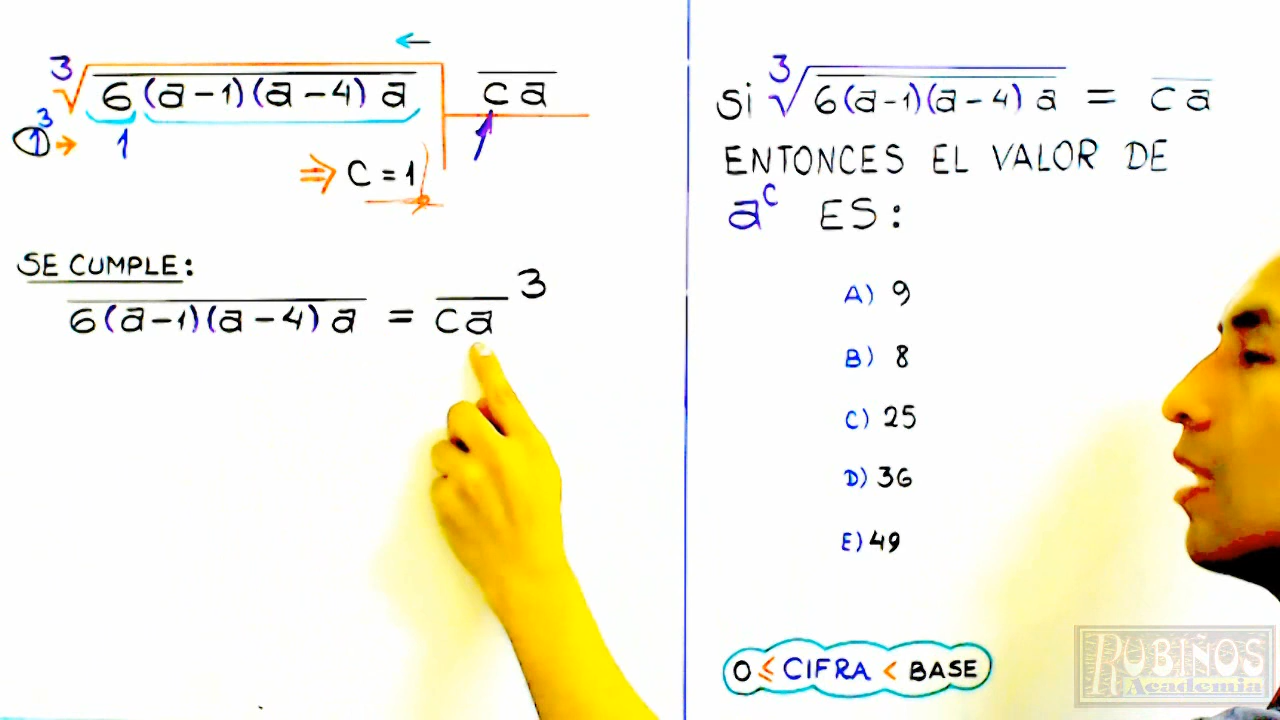 3√6(a-1)(a-4)a ca
1³ → 1
⇒ c = 1
SE CUMPLE:
6(a-1)(a-4)a = ca³
Si 3√6(a-1)(a-4)a = ca
ENTONCES EL VALOR DE
aᶜ ES:
A) 9
B) 8
C) 25
D) 36
E) 49
0 ≤ CIFRA < BASE
RUBIÑOS
Academia